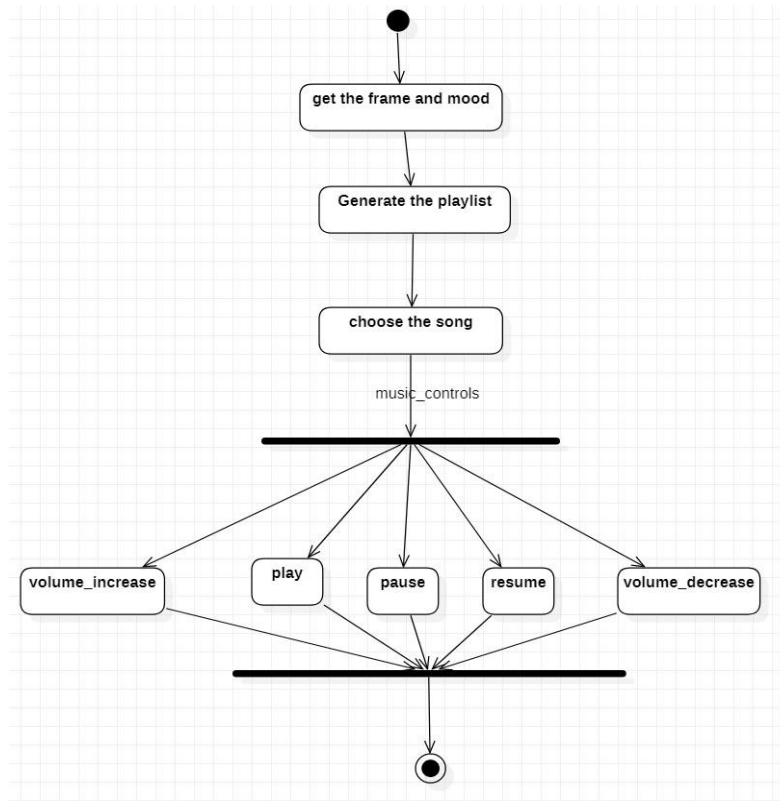 get the frame and mood
Generate the playlist
choose the song
music_controls
volume_increase
play
pause
resume
volume_decrease